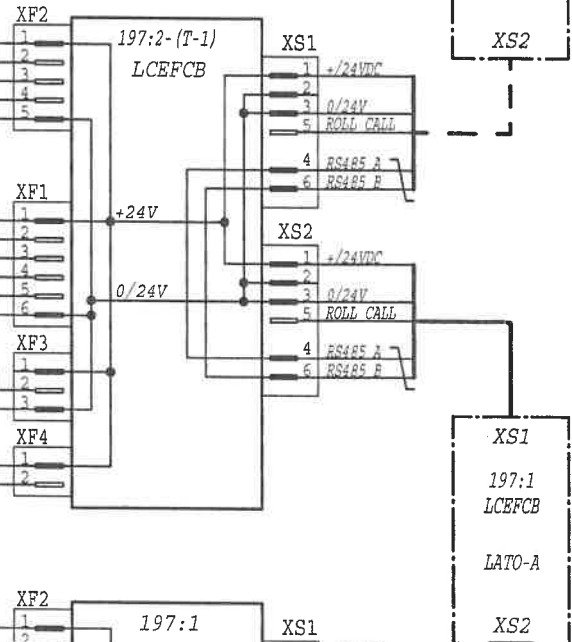 XF2
1
2
3
4
5
197:2-(T-1)
LCEFCB
XS1
1 +/24VDC
2
3 0/24V
5 ROLL CALL
4 RS485 A
6 RS485 B
XS2
XF1
1
2
3
4
5
6
+24V
0/24V
XS2
1 +/24VDC
2
3 0/24V
5 ROLL CALL
4 RS485 A
6 RS485 B
XF3
1
2
3
XF4
1
2
XS1
197:1
LCEFCB
LATO-A
XS2
XF2
1
2
197:1
XS1